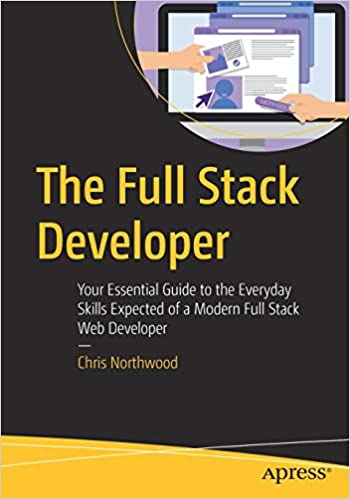 The Full Stack
Developer
Your Essential Guide to the Everyday
Skills Expected of a Modern Full Stack
Web Developer
—
Chris Northwood
Apress®